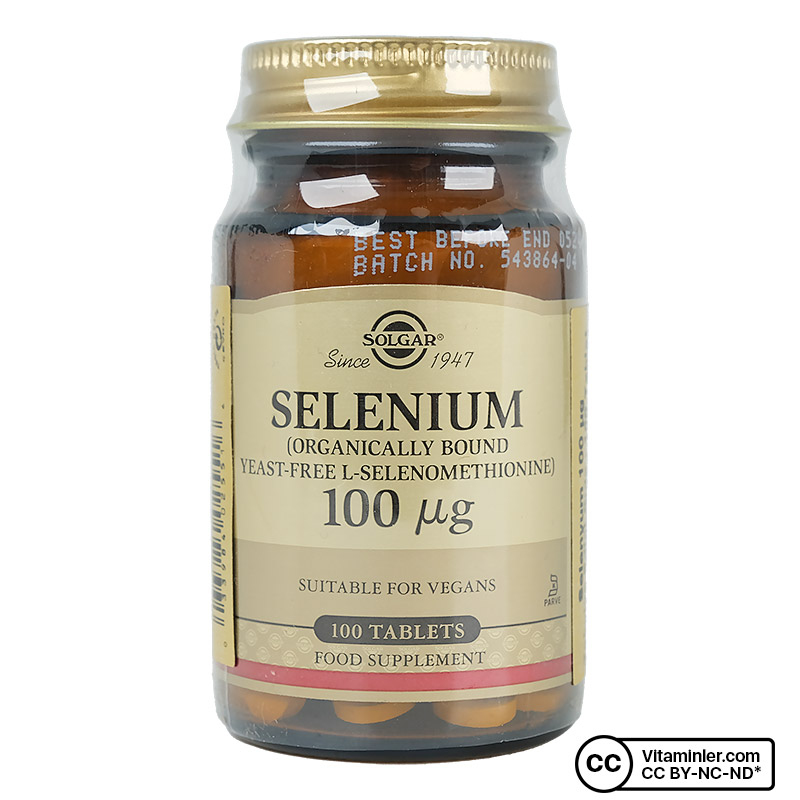 BEST BEFORE END 052
BATCH NO. 543864-04
SOLGAR®
Since 1947
SELENIUM
(ORGANICALLY BOUND
YEAST-FREE L-SELENOMETHIONINE)
100 µg
SUITABLE FOR VEGANS
PARVE
100 TABLETS
FOOD SUPPLEMENT
Selenium 100 µg
cc
Vitaminler.com
CC BY-NC-ND*